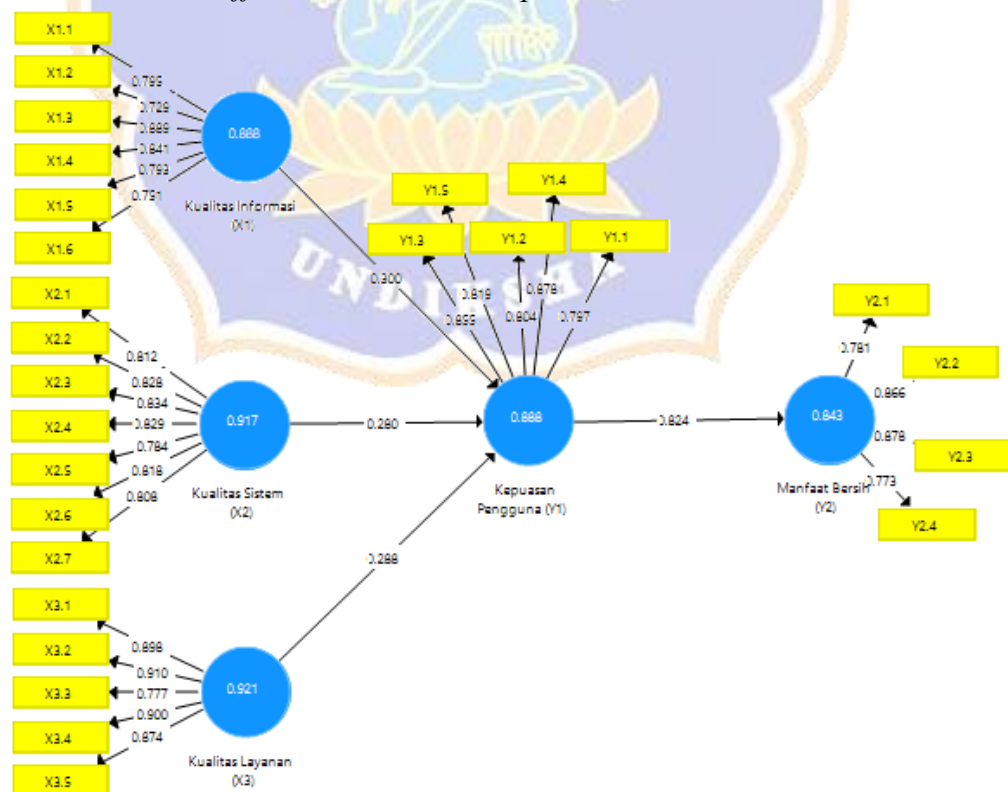 X1.1
X1.2
X1.3
X1.4
X1.5
X1.6
0.795
0.729
0.889
0.841
0.793
0.751
0.888
Kualitas Informasi
(X1)
X2.1
X2.2
X2.3
X2.4
X2.5
X2.6
X2.7
0.812
0.828
0.834
0.829
0.784
0.818
0.808
0.917
Kualitas Sistem
(X2)
X3.1
X3.2
X3.3
X3.4
X3.5
0.898
0.910
0.777
0.900
0.874
0.921
Kualitas Layanan
(X3)
0.300
0.280
0.288
Y1.5
Y1.4
Y1.3
Y1.2
Y1.1
UNDIKSHA
0.855
0.819
0.804
0.878
0.797
0.888
Kepuasan
Pengguna (Y1)
0.824
Y2.1
Y2.2
Y2.3
Y2.4
0.781
0.866
0.878
0.773
0.843
Manfaat Bersih
(Y2)